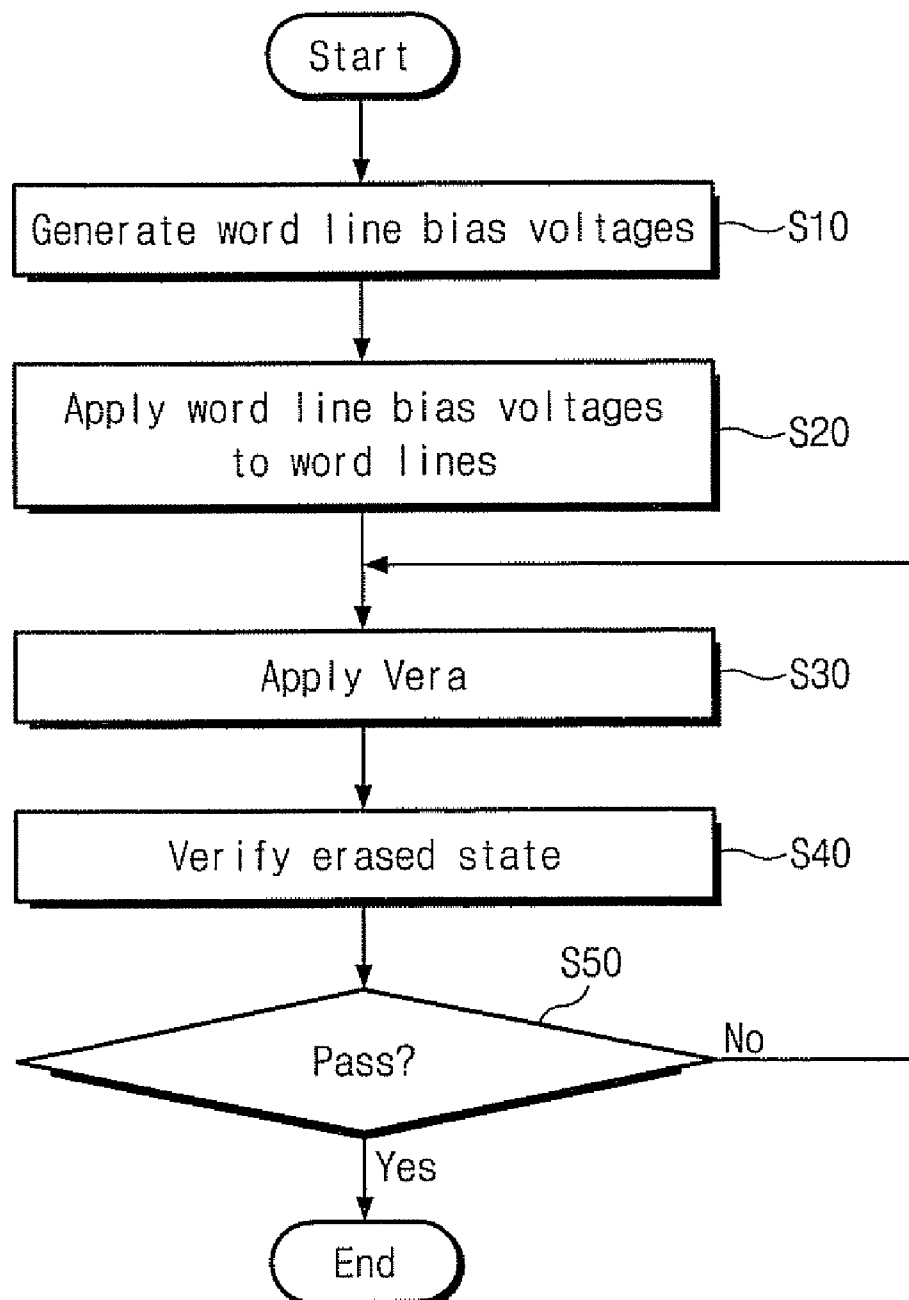 Start
Generate word line bias voltages
S10
Apply word line bias voltages
to word lines
S20
Apply Vera
S30
Verify erased state
S40
S50
Pass?
No
Yes
End